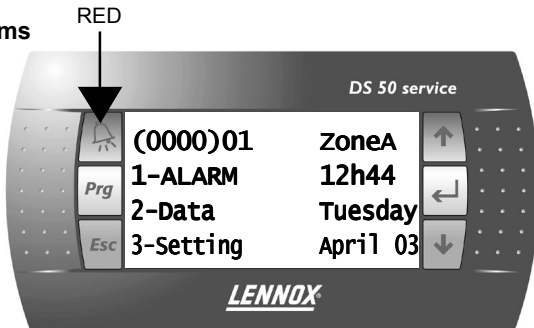 RED
ms
DS 50 service
(0000)01 ZoneA
1-ALARM 12h44
Prg
2-Data Tuesday
Esc
3-Setting April 03
LENNOX